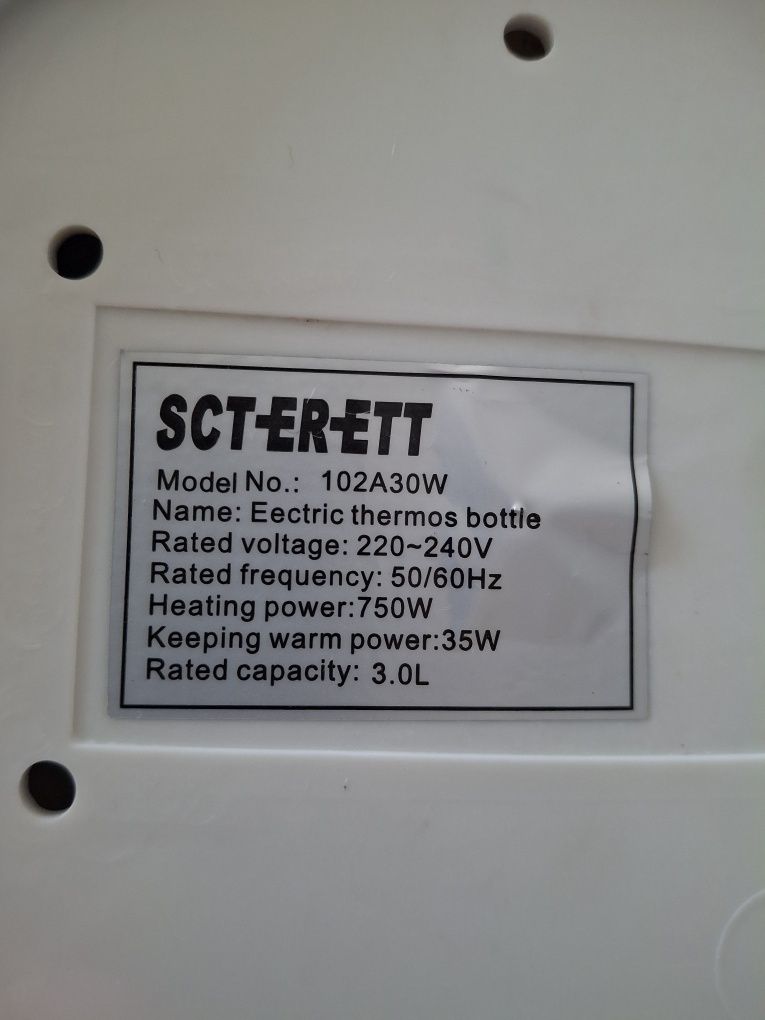 SCTERETT
Model No.: 102A30W
Name: Eectric thermos bottle
Rated voltage: 220~240V
Rated frequency: 50/60Hz
Heating power:750W
Keeping warm power:35W
Rated capacity: 3.0L